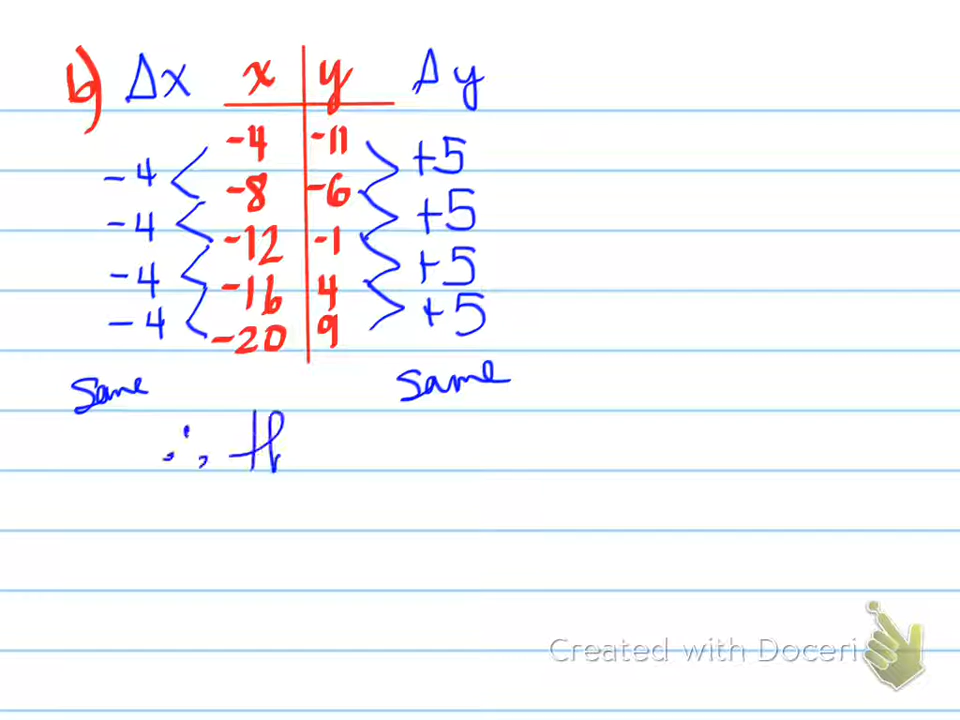 b) Δx x y Δy
-4 -11
-4 +5
-8 -6
-4 +5
-12 -1
-4 +5
-16 4
-4 +5
-20 9
Same same
∴ th
Created with Doceri